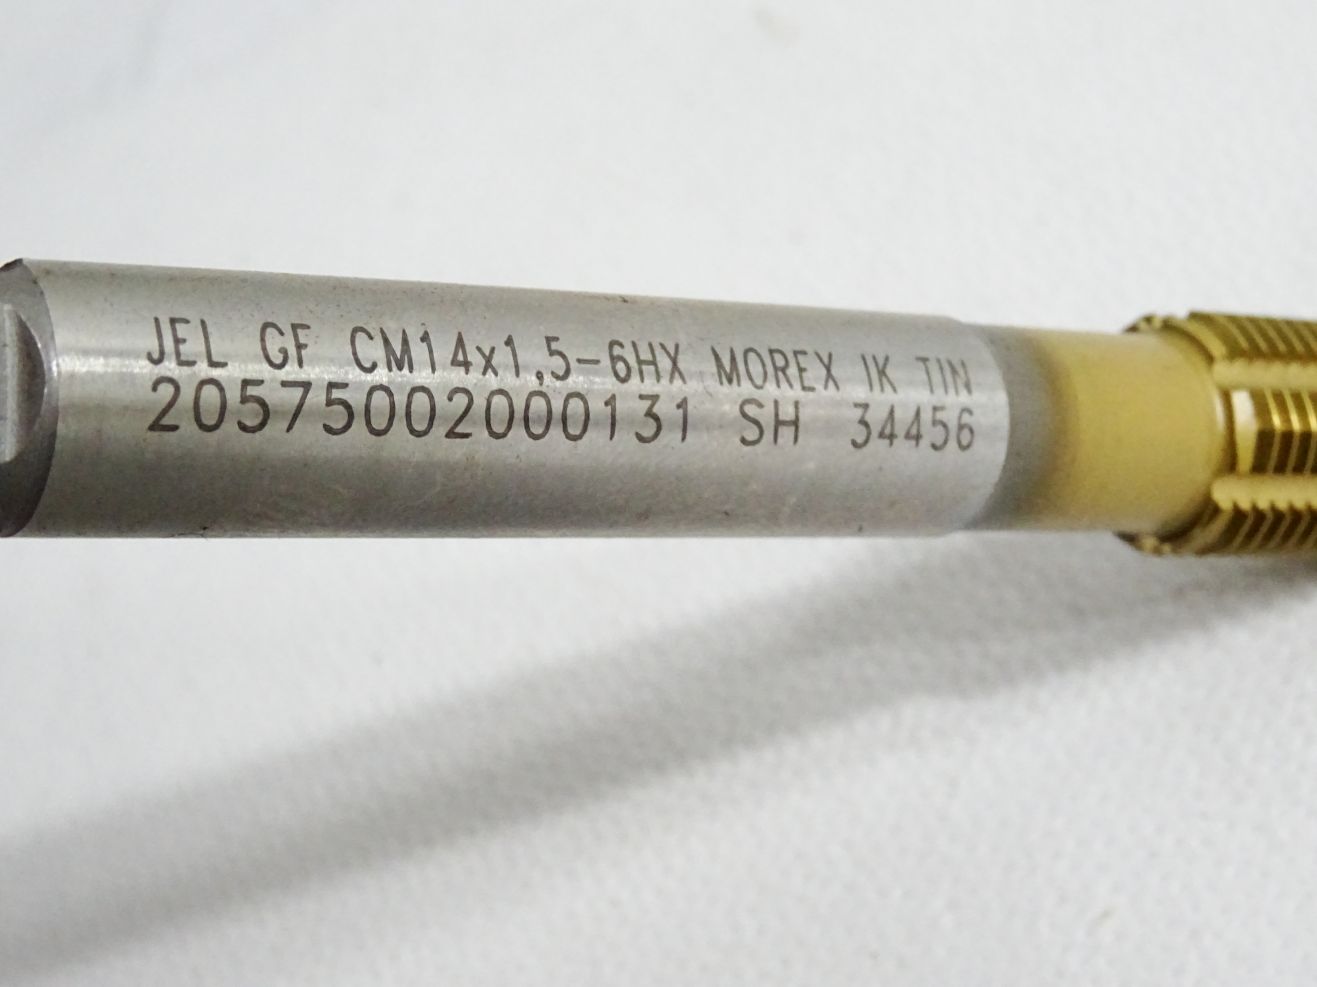 JEL GF CM14x1,5-6HX MOREX IK TIN
20575002000131 SH 34456